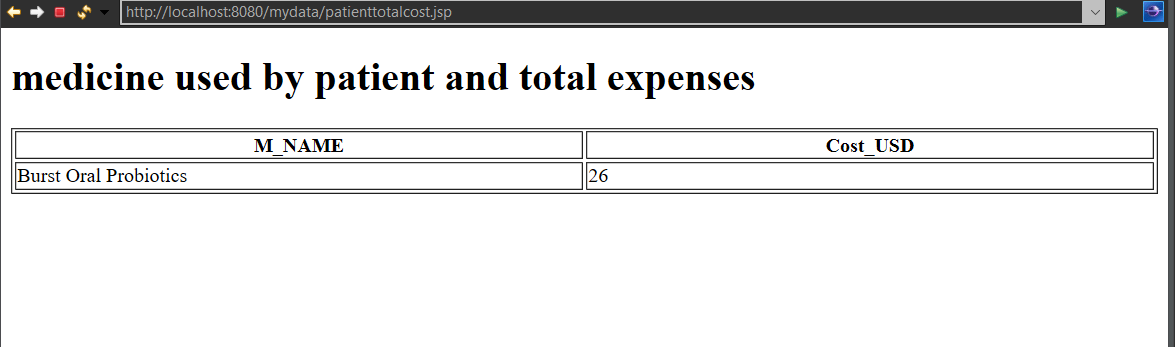 http://localhost:8080/mydata/patienttotalcost.jsp
medicine used by patient and total expenses
M_NAME Cost_USD
Burst Oral Probiotics 26